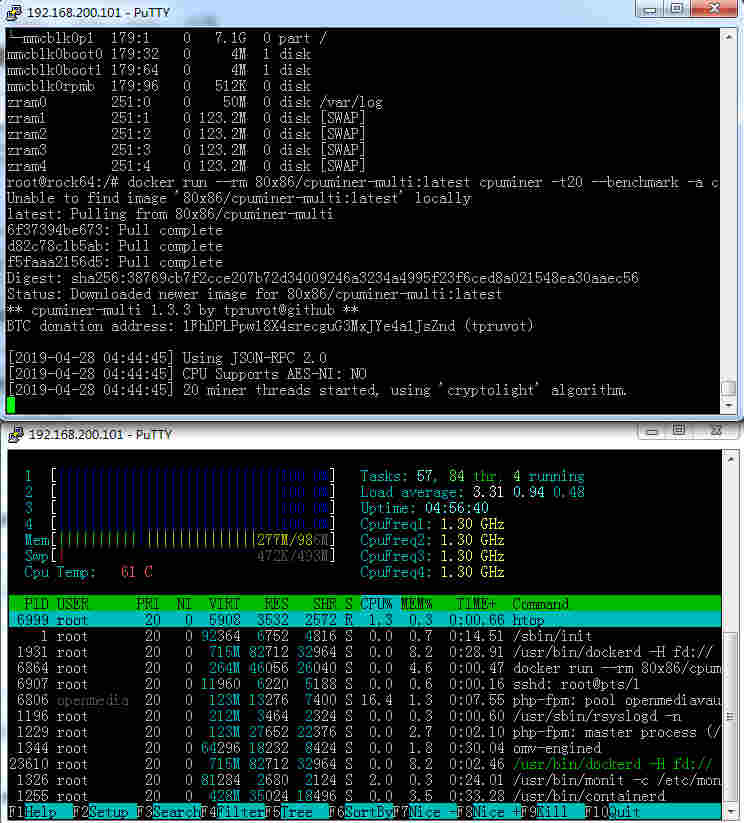 192.168.200.101 - PuTTY
└─mmcblk0p1  179:1    0   7.1G  0 part /
mmcblk0boot0 179:32   0     4M  1 disk
mmcblk0boot1 179:64   0     4M  1 disk
mmcblk0rpmb  179:96   0   512K  0 disk
zram0        251:0    0    50M  0 disk /var/log
zram1        251:1    0 123.2M  0 disk [SWAP]
zram2        251:2    0 123.2M  0 disk [SWAP]
zram3        251:3    0 123.2M  0 disk [SWAP]
zram4        251:4    0 123.2M  0 disk [SWAP]
root@rock64:/# docker run --rm 80x86/cpuminer-multi:latest cpuminer -t20 --benchmark -a c
Unable to find image '80x86/cpuminer-multi:latest' locally
latest: Pulling from 80x86/cpuminer-multi
6f37394be673: Pull complete
d82c78c1b5ab: Pull complete
f5faaa2156d5: Pull complete
Digest: sha256:38769cb7f2cce207b72d34009246a3234a4995f23f6ced8a021548ea30aaec56
Status: Downloaded newer image for 80x86/cpuminer-multi:latest
** cpuminer-multi 1.3.3 by tpruvot@github **
BTC donation address: 1FhDPLPpw18X4srecguG3MxJYe4a1JsZnd (tpruvot)
[2019-04-28 04:44:45] Using JSON-RPC 2.0
[2019-04-28 04:44:45] CPU Supports AES-NI: NO
[2019-04-28 04:44:45] 20 miner threads started, using 'cryptolight' algorithm.
192.168.200.101 - PuTTY
1 [ ] Tasks: 57, 84 thr, 4 running
2 [ ] Load average: 3.31 0.94 0.48
3 [ ] Uptime: 04:56:40
4 [ ] CpuFreq1: 1.30 GHz
Mem[ 277M/986M] CpuFreq2: 1.30 GHz
Swp[ 472K/493M] CpuFreq3: 1.30 GHz
Cpu Temp: 61 C CpuFreq4: 1.30 GHz
PID USER PRI NI VIRT RES SHR S CPU% MEM% TIME+ Command
6999 root 20 0 5908 3532 2572 R 1.3 0.3 0:00.66 htop
1 root 20 0 92364 6752 4816 S 0.0 0.7 0:14.51 /sbin/init
1931 root 20 0 715M 82712 32964 S 0.0 8.2 0:28.91 /usr/bin/dockerd -H fd://
6864 root 20 0 264M 46056 26040 S 0.0 4.6 0:00.47 docker run --rm 80x86/cpum
6907 root 20 0 11960 6220 5188 S 0.0 0.6 0:00.16 sshd: root@pts/1
6806 openmedia 20 0 123M 13276 7400 S 16.4 1.3 0:07.55 php-fpm: pool openmediavau
1196 root 20 0 212M 3464 2324 S 0.0 0.3 0:00.60 /usr/sbin/rsyslogd -n
1229 root 20 0 123M 27652 22376 S 0.0 2.7 0:02.10 php-fpm: master process (/
1344 root 20 0 64296 18232 8424 S 0.0 1.8 0:30.04 omv-engined
23610 root 20 0 715M 82712 32964 S 0.0 8.2 0:02.46 /usr/bin/dockerd -H fd://
1326 root 20 0 81284 2680 2124 S 2.0 0.3 0:24.01 /usr/bin/monit -c /etc/mon
1255 root 20 0 428M 35024 18496 S 0.0 3.5 0:33.28 /usr/bin/containerd
F1Help F2Setup F3SearchF4FilterF5Tree F6SortByF7Nice -F8Nice +F9Kill F10Quit